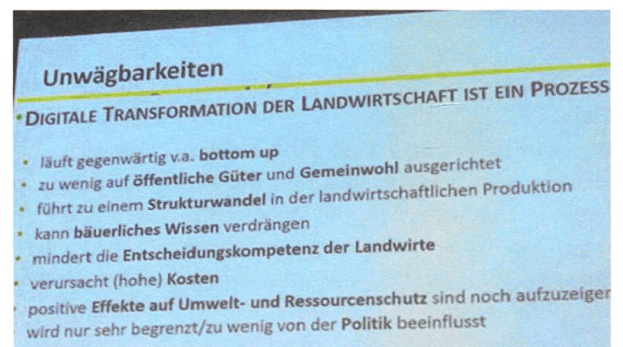 Unwägbarkeiten
• DIGITALE TRANSFORMATION DER LANDWIRTSCHAFT IST EIN PROZESS
• läuft gegenwärtig v.a. bottom up
• zu wenig auf öffentliche Güter und Gemeinwohl ausgerichtet
• führt zu einem Strukturwandel in der landwirtschaftlichen Produktion
• kann bäuerliches Wissen verdrängen
• mindert die Entscheidungskompetenz der Landwirte
• verursacht (hohe) Kosten
• positive Effekte auf Umwelt- und Ressourcenschutz sind noch aufzuzeigen
• wird nur sehr begrenzt/zu wenig von der Politik beeinflusst